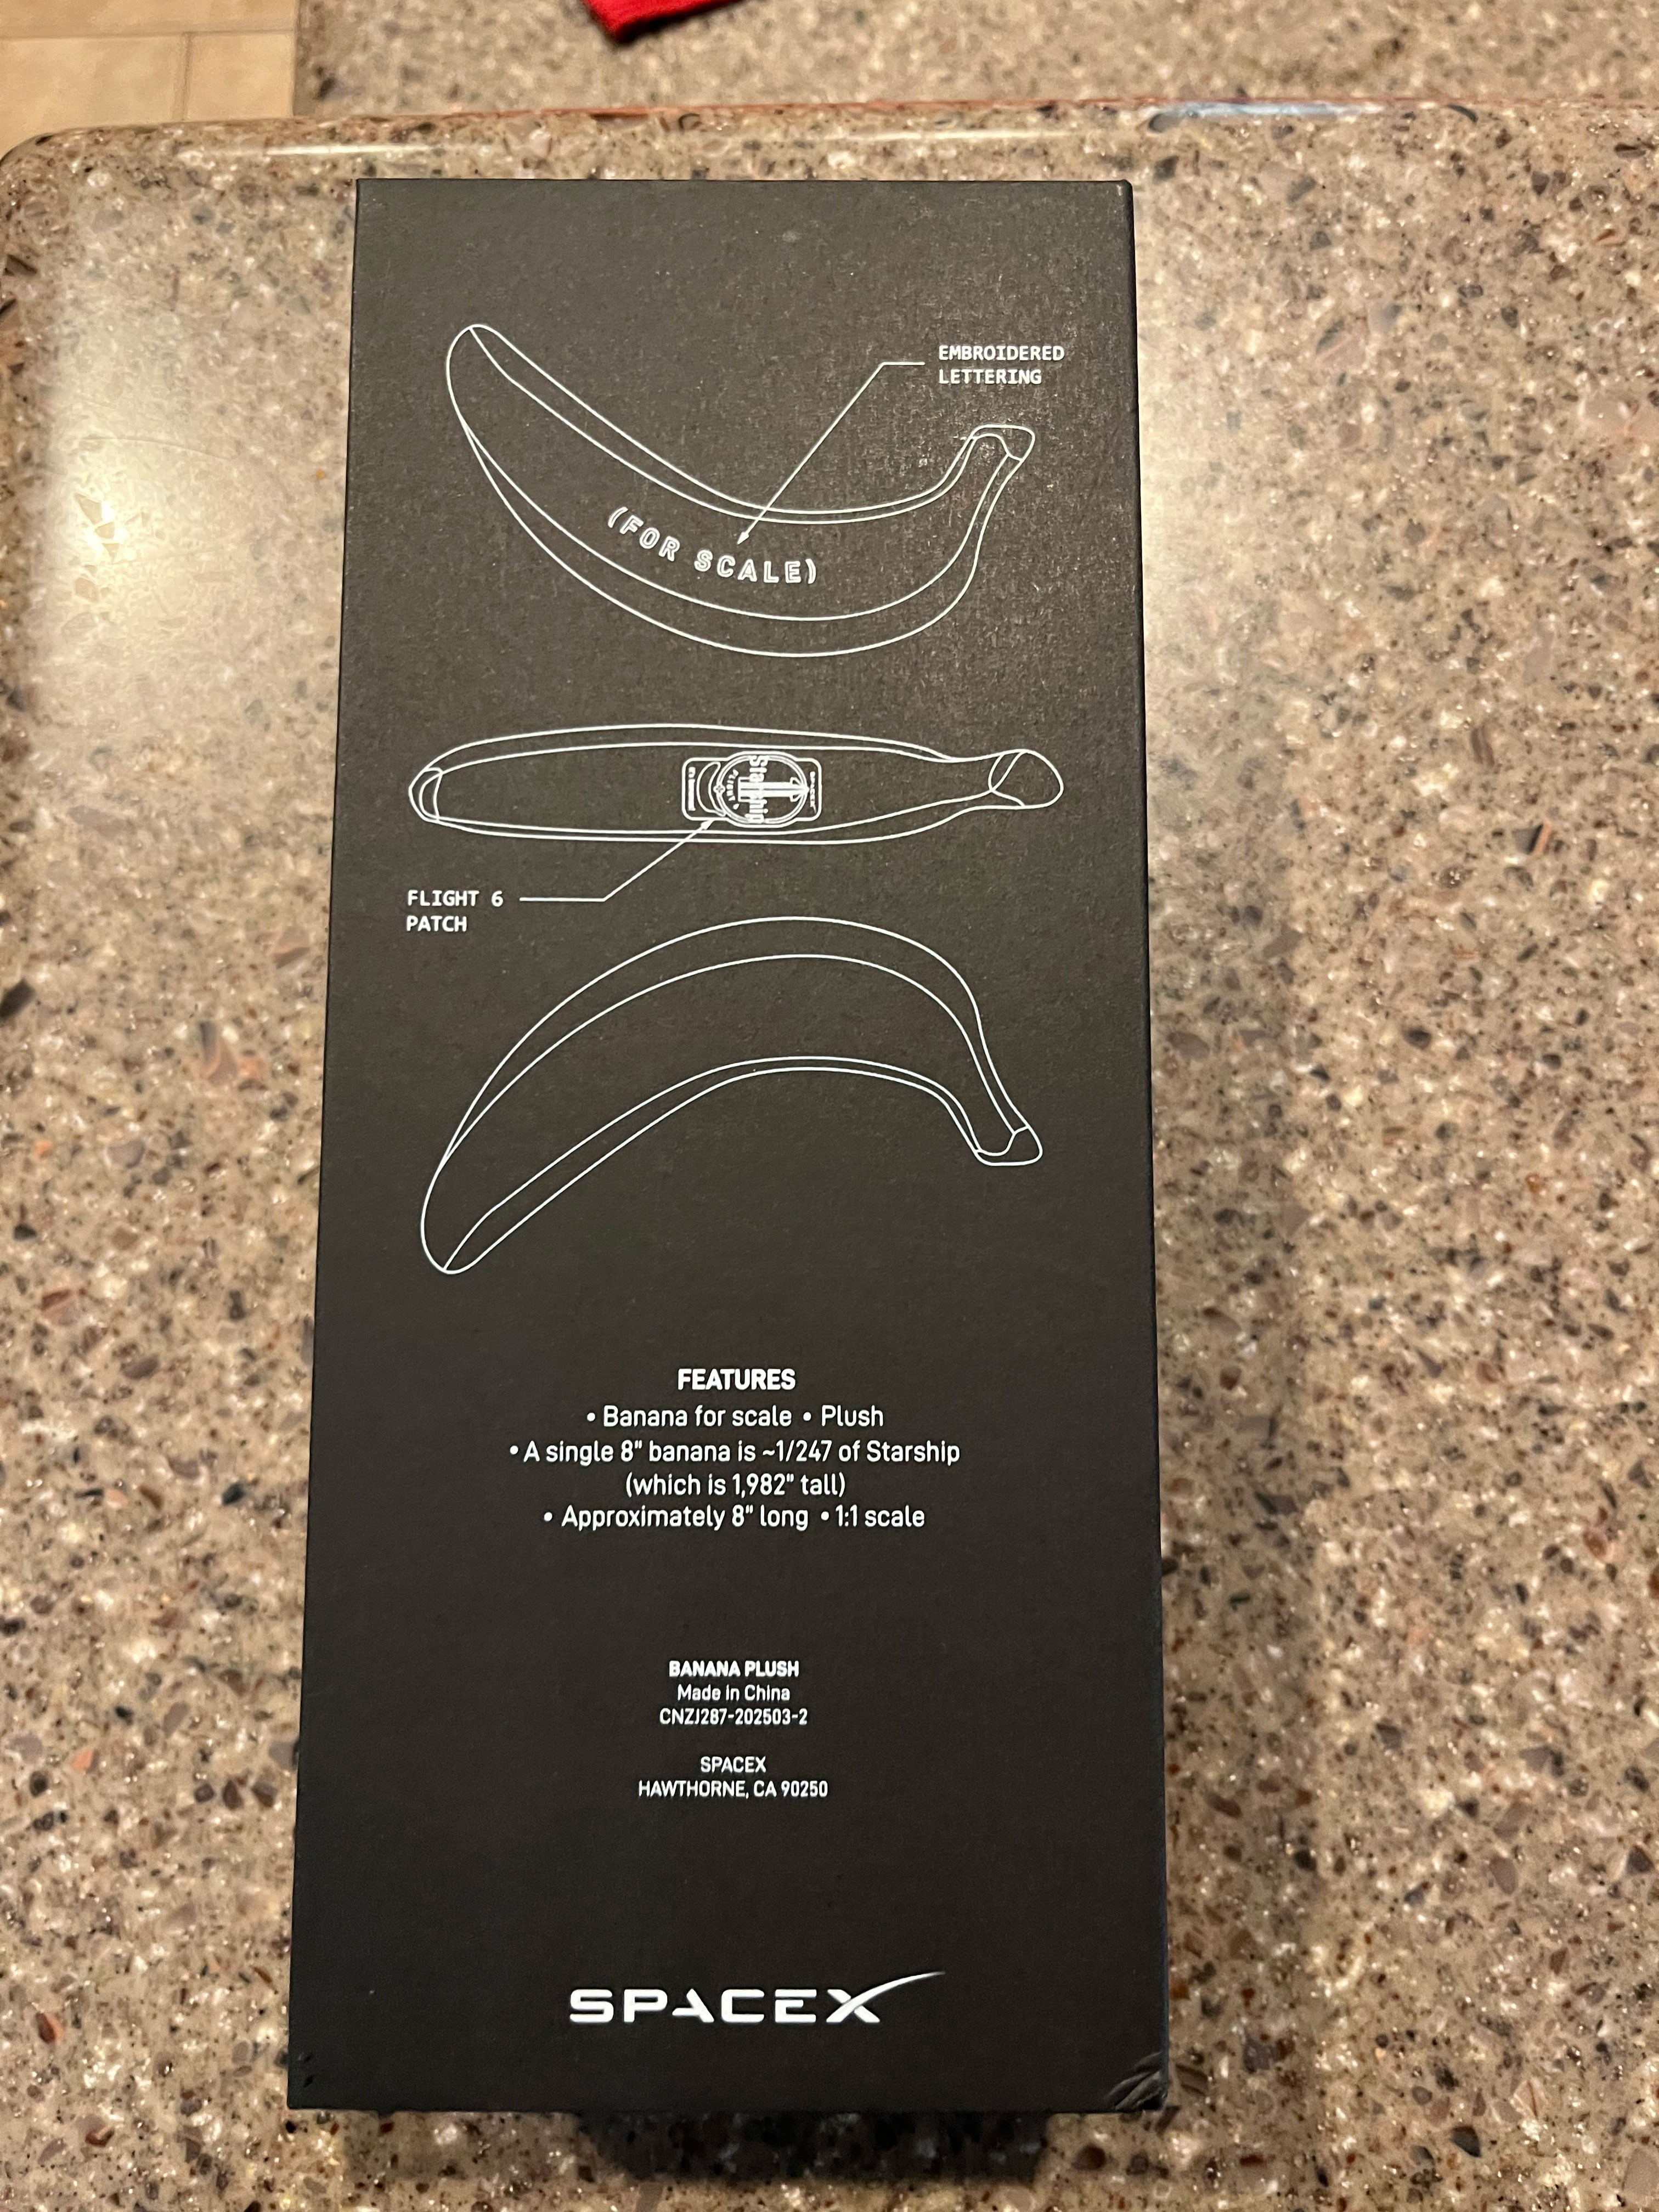 EMBROIDERED
LETTERING
(FOR SCALE)
Starship
FLIGHT 6
PATCH
FEATURES
• Banana for scale • Plush
• A single 8" banana is ~1/247 of Starship
(which is 1,982" tall)
• Approximately 8" long • 1:1 scale
BANANA PLUSH
Made in China
CNZJ287-202503-2
SPACEX
HAWTHORNE, CA 90250
SPACEX